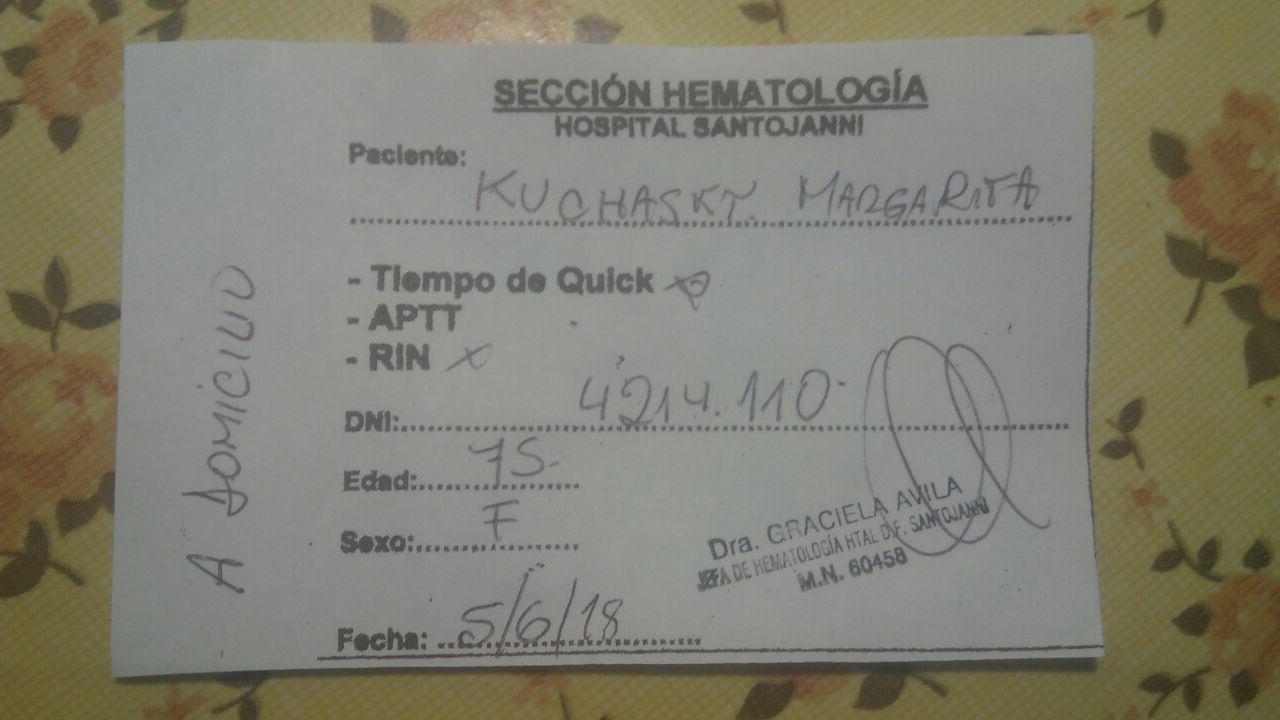 SECCIÓN HEMATOLOGÍA
HOSPITAL SANTOJANNI
Paciente:
KUCHASKY. MARGARITA
- Tiempo de Quick x
- APTT
- RIN x
DNI: 4214.110
Edad: 75.
Sexo: F
Dra. GRACIELA AVILA
JEFA DE HEMATOLOGÍA HTAL D.F. SANTOJANNI
M.N. 60458
Fecha: 5/6/18
A DOMICILIO